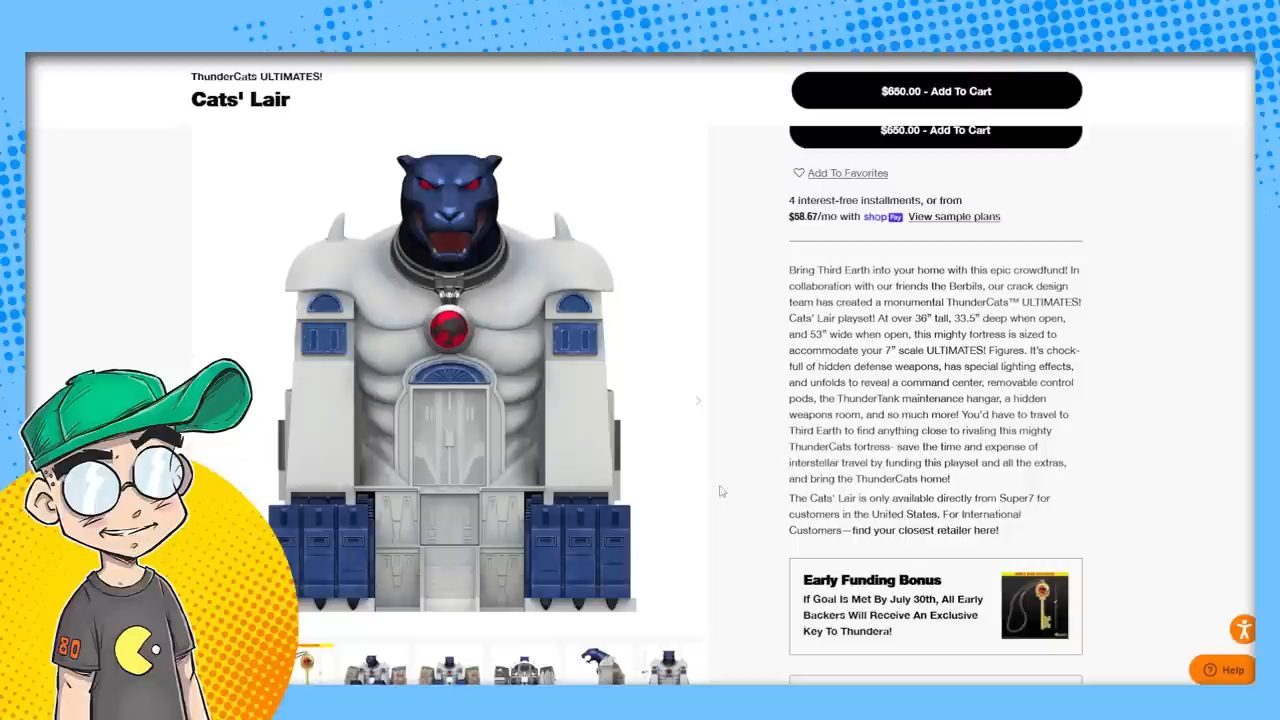 ThunderCats ULTIMATES!
Cats' Lair
$650.00 - Add To Cart
$650.00 - Add To Cart
Add To Favorites
4 interest-free installments, or from
$58.67/mo with shop Pay View sample plans
Bring Third Earth into your home with this epic crowdfund! In
collaboration with our friends the Berbils, our crack design
team has created a monumental ThunderCats™ ULTIMATES!
Cats' Lair playset! At over 36” tall, 33.5” deep when open,
and 53” wide when open, this mighty fortress is sized to
accommodate your 7” scale ULTIMATES! Figures. It's chock-
full of hidden defense weapons, has special lighting effects,
and unfolds to reveal a command center, removable control
pods, the ThunderTank maintenance hangar, a hidden
weapons room, and so much more! You'd have to travel to
Third Earth to find anything close to rivaling this mighty
ThunderCats fortress- save the time and expense of
interstellar travel by funding this playset and all the extras,
and bring the ThunderCats home!
The Cats' Lair is only available directly from Super7 for
customers in the United States. For International
Customers—find your closest retailer here!
Early Funding Bonus
If Goal Is Met By July 30th, All Early
Backers Will Receive An Exclusive
Key To Thundera!
80
Help